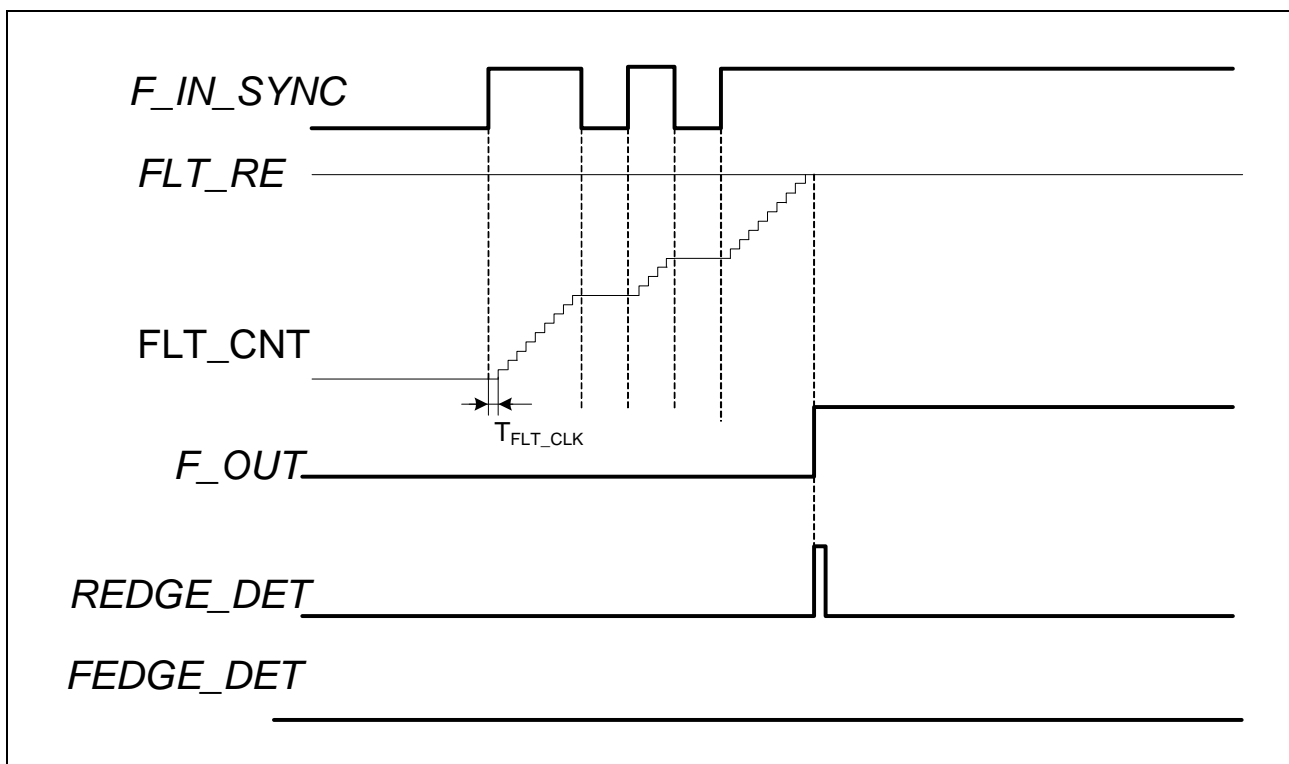 F_IN_SYNC
FLT_RE
FLT_CNT
TFLT_CLK
F_OUT
REDGE_DET
FEDGE_DET